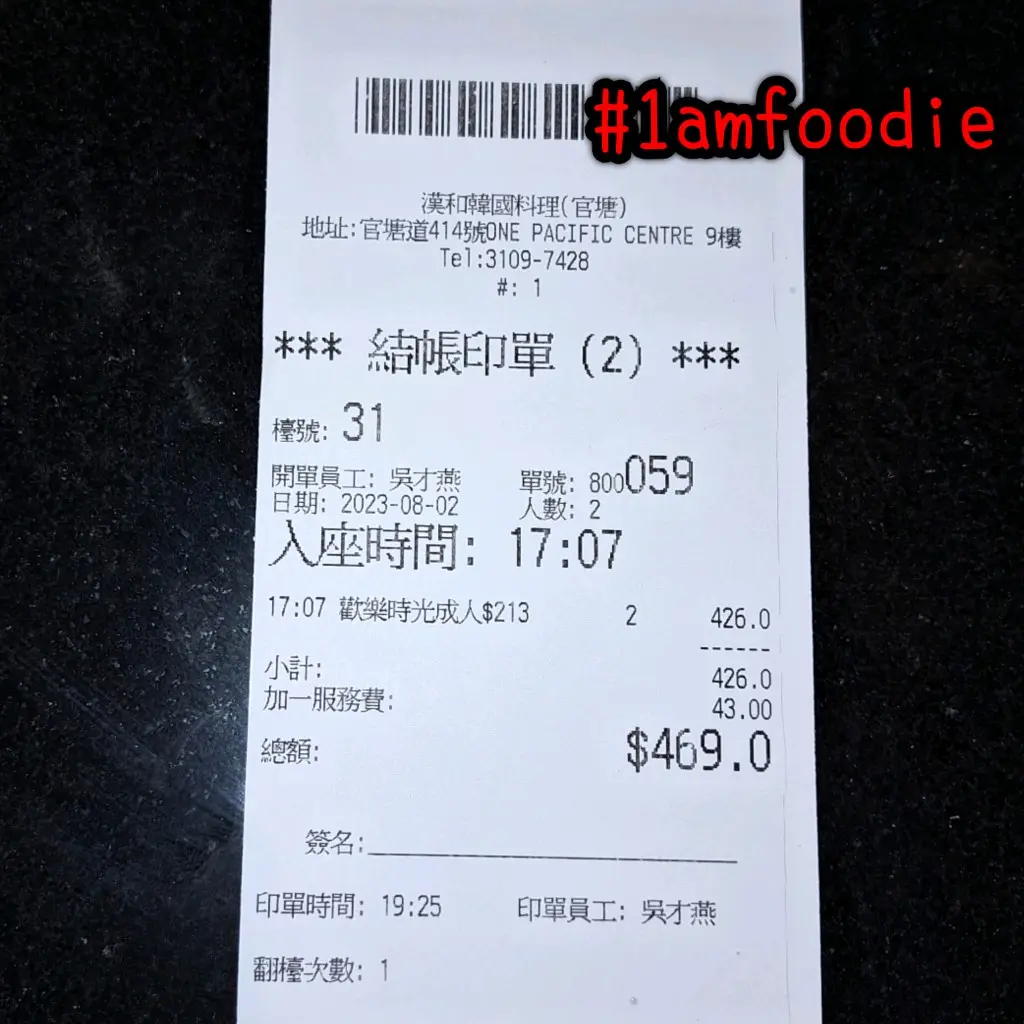 #1amfoodie
漢和韓國料理(官塘)
地址:官塘道414號ONE PACIFIC CENTRE 9樓
Tel:3109-7428
#: 1
*** 結帳印單 (2) ***
檯號: 31
開單員工: 吳才燕 單號: 800059
日期: 2023-08-02 人數: 2
入座時間: 17:07
17:07 歡樂時光成人$213 2 426.0
------
小計: 426.0
加一服務費: 43.00
總額: $469.0
簽名:
印單時間: 19:25 印單員工: 吳才燕
翻檯次數: 1